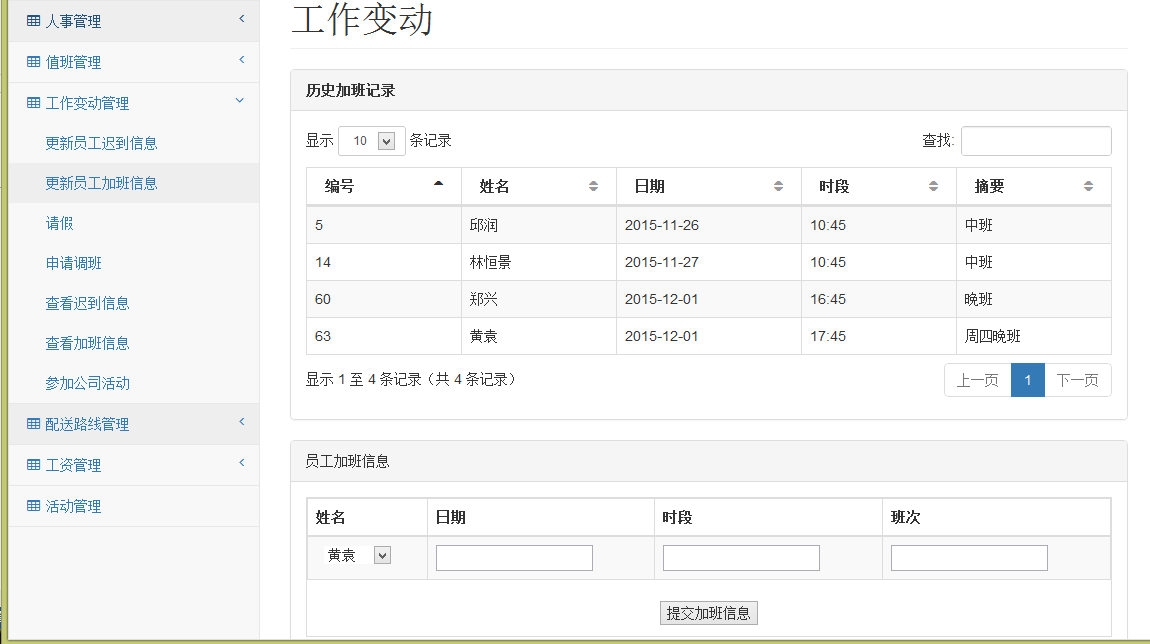 人事管理
值班管理
工作变动管理
更新员工迟到信息
更新员工加班信息
请假
申请调班
查看迟到信息
查看加班信息
参加公司活动
配送路线管理
工资管理
活动管理
工作变动
历史加班记录
显示 10 条记录 查找:
编号 姓名 日期 时段 摘要
5 邱润 2015-11-26 10:45 中班
14 林恒景 2015-11-27 10:45 中班
60 郑兴 2015-12-01 16:45 晚班
63 黄袁 2015-12-01 17:45 周四晚班
显示 1 至 4 条记录（共 4 条记录） 上一页 1 下一页
员工加班信息
姓名 日期 时段 班次
黄袁
提交加班信息